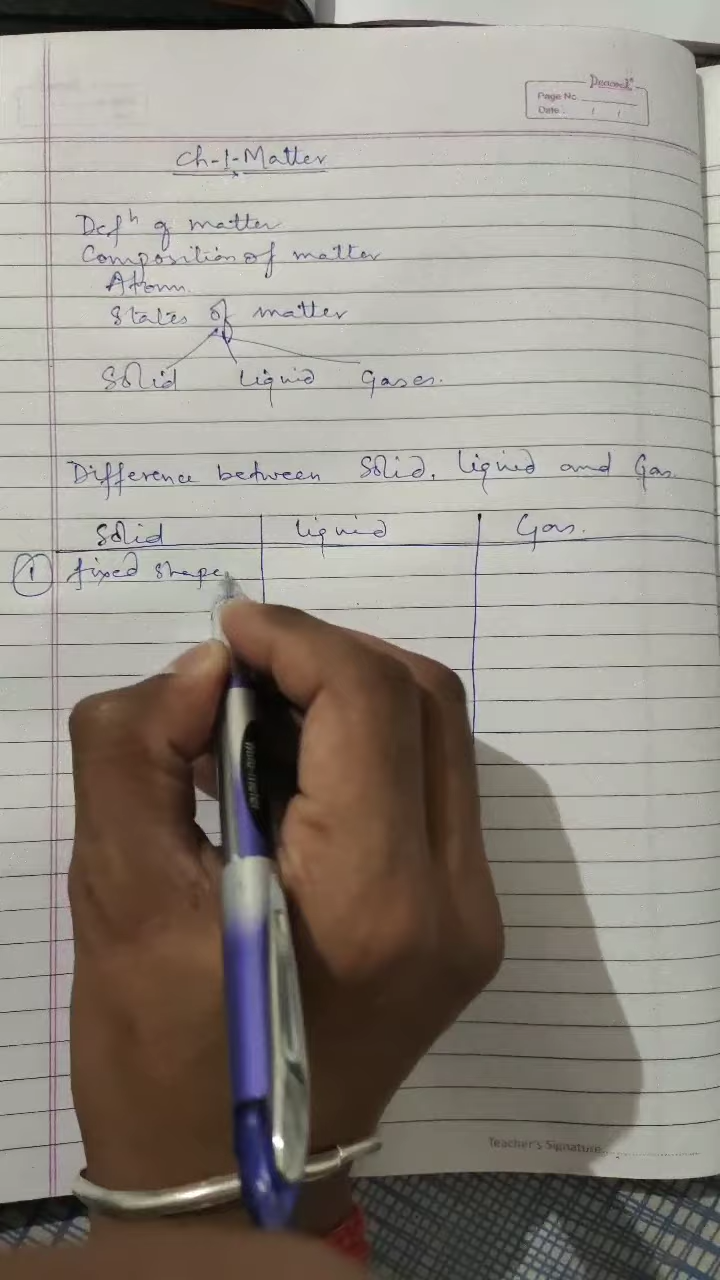 Peacock
Page No.
Date: / /
Ch-1-Matter
Defn of matter
Composition of matter
Atom
States of matter
Solid Liquid Gases.
Difference between Solid, liquid and Gas.
Solid Liquid Gas.
① fixed shape
Teacher's Signature